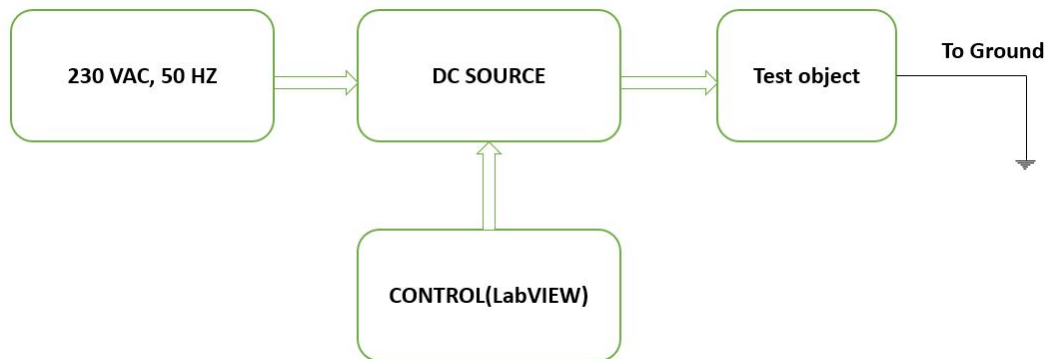 230 VAC, 50 HZ
DC SOURCE
Test object
To Ground
CONTROL(LabVIEW)